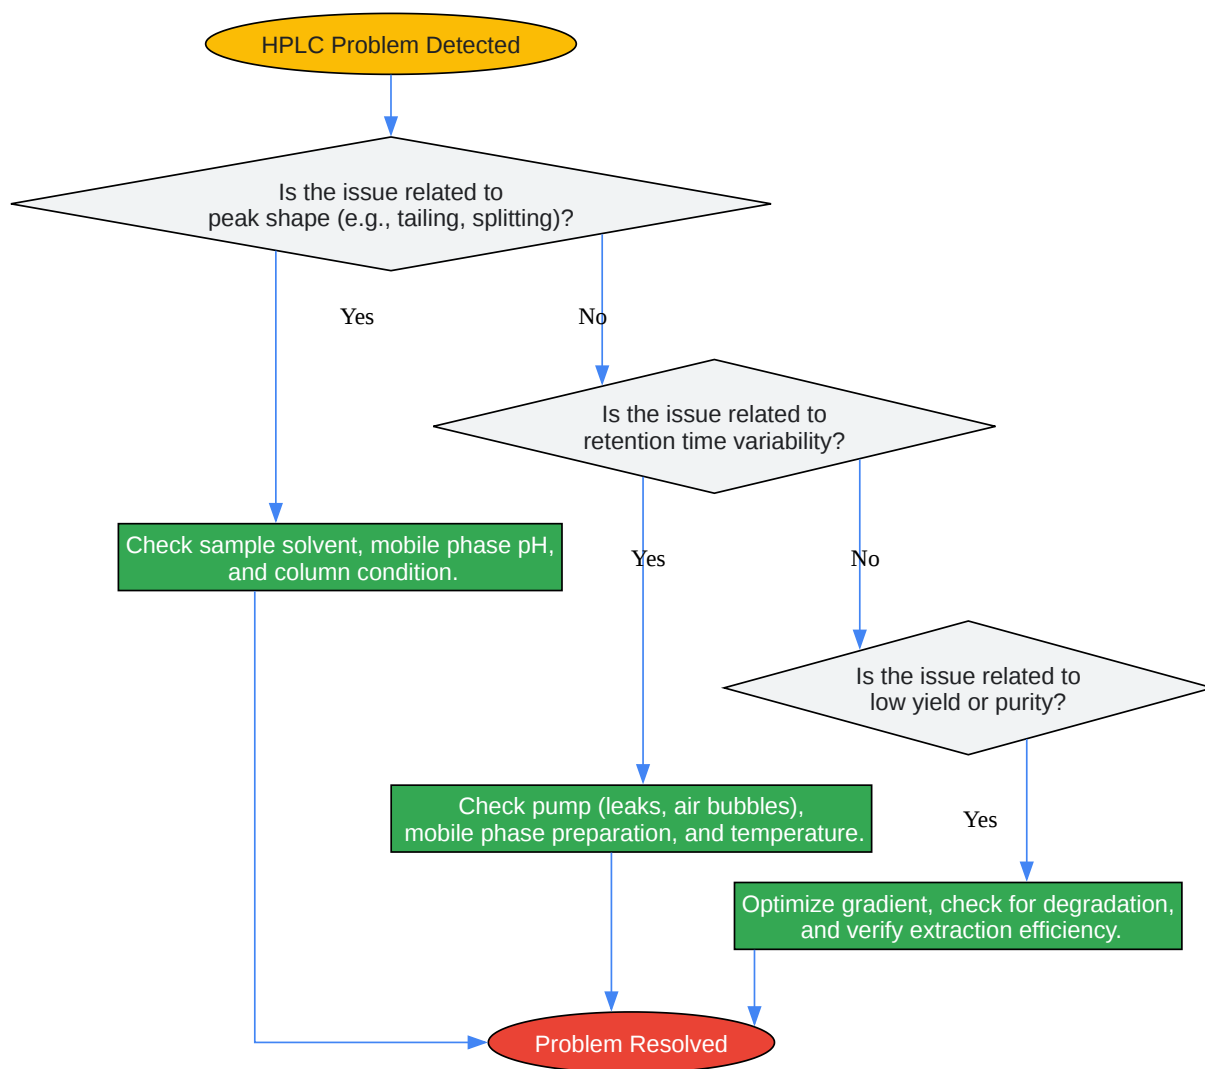 HPLC Problem Detected
Is the issue related to
peak shape (e.g., tailing, splitting)?
Yes
No
Is the issue related to
retention time variability?
Check sample solvent, mobile phase pH,
and column condition.
Yes
No
Is the issue related to
low yield or purity?
Check pump (leaks, air bubbles),
mobile phase preparation, and temperature.
Yes
Optimize gradient, check for degradation,
and verify extraction efficiency.
Problem Resolved